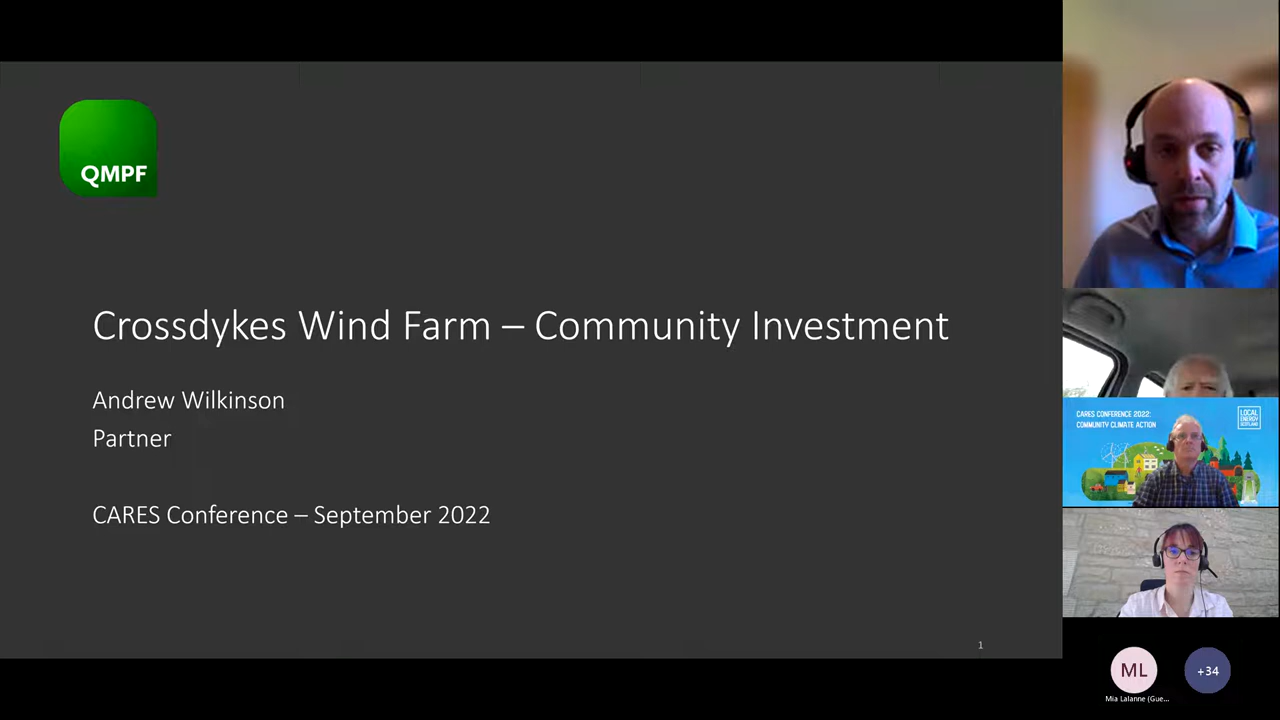 QMPF
Crossdykes Wind Farm – Community Investment
Andrew Wilkinson
Partner
CARES Conference – September 2022
1
CARES CONFERENCE 2022:
COMMUNITY CLIMATE ACTION
LOCAL
ENERGY
SCOTLAND
ML
+34
Mia Lalanne (Gue...